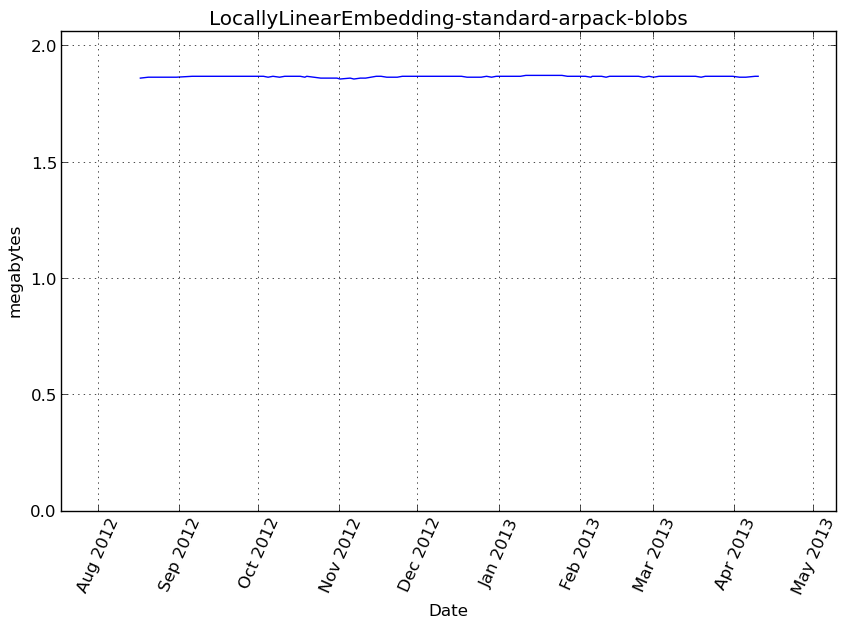 LocallyLinearEmbedding-standard-arpack-blobs
2.0
1.5
1.0
0.5
0.0
megabytes
Aug 2012
Sep 2012
Oct 2012
Nov 2012
Dec 2012
Jan 2013
Feb 2013
Mar 2013
Apr 2013
May 2013
Date